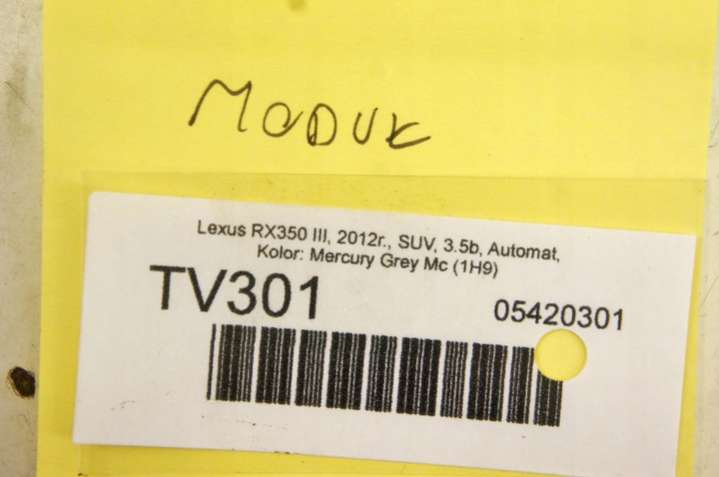 MODUŁ
Lexus RX350 III, 2012r., SUV, 3.5b, Automat,
Kolor: Mercury Grey Mc (1H9)
TV301
05420301